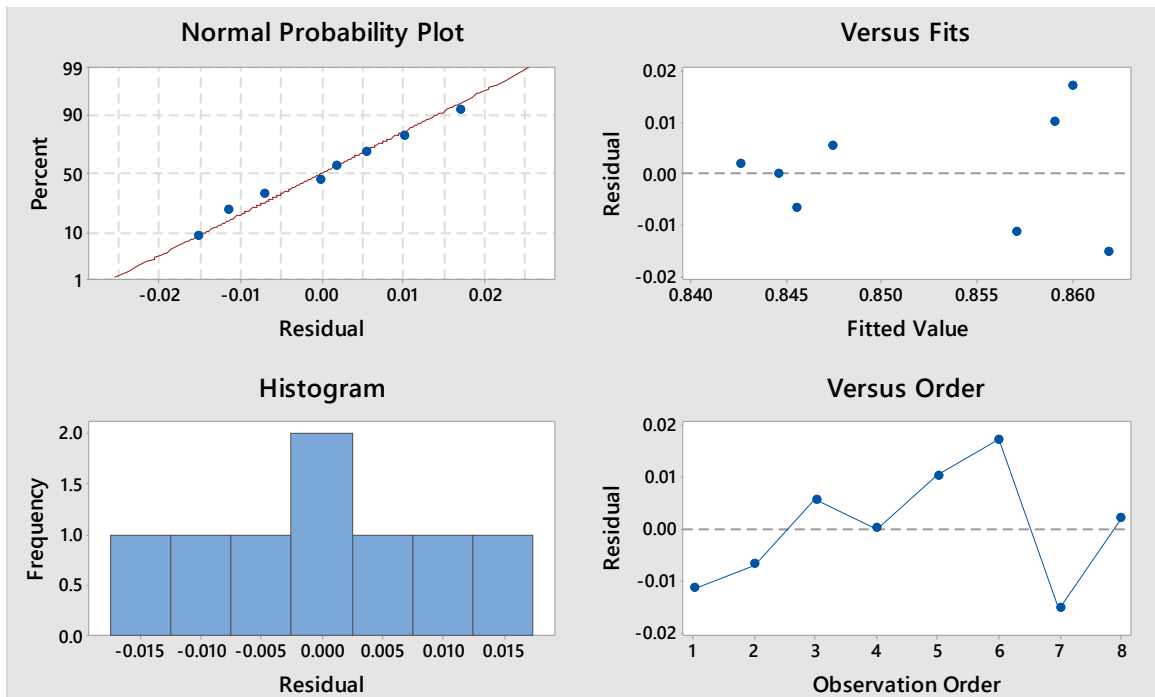 Normal Probability Plot
99
90
50
10
1
Percent
-0.02 -0.01 0.00 0.01 0.02
Residual
Versus Fits
0.02
0.01
0.00
-0.01
-0.02
Residual
0.840 0.845 0.850 0.855 0.860
Fitted Value
Histogram
2.0
1.5
1.0
0.5
0.0
Frequency
-0.015 -0.010 -0.005 0.000 0.005 0.010 0.015
Residual
Versus Order
0.02
0.01
0.00
-0.01
-0.02
Residual
1 2 3 4 5 6 7 8
Observation Order